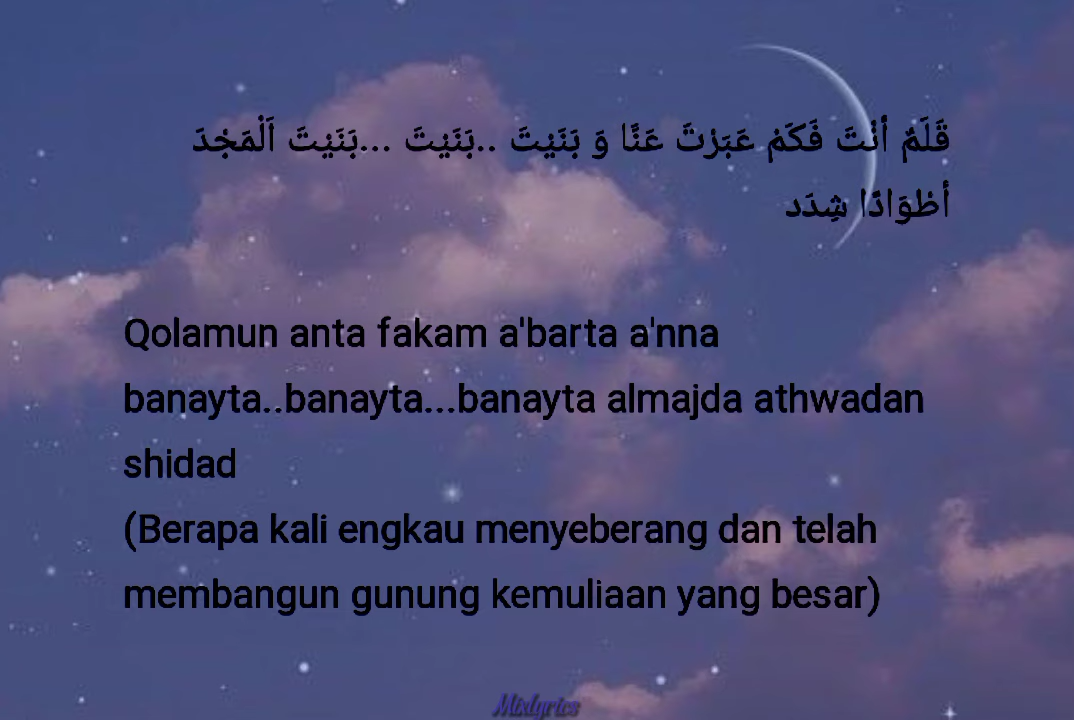 قَلَمٌ أَنْتَ فَكَمْ عَبَرْتَ عَنَّا وَ بَنَيْتَ ..بَنَيْتَ ...بَنَيْتَ اَلْمَجْدَ
أَطْوَادًا شِدَد
Qolamun anta fakam a'barta a'nna
banayta..banayta...banayta almajda athwadan
shidad
(Berapa kali engkau menyeberang dan telah
membangun gunung kemuliaan yang besar)
Mixlyrics